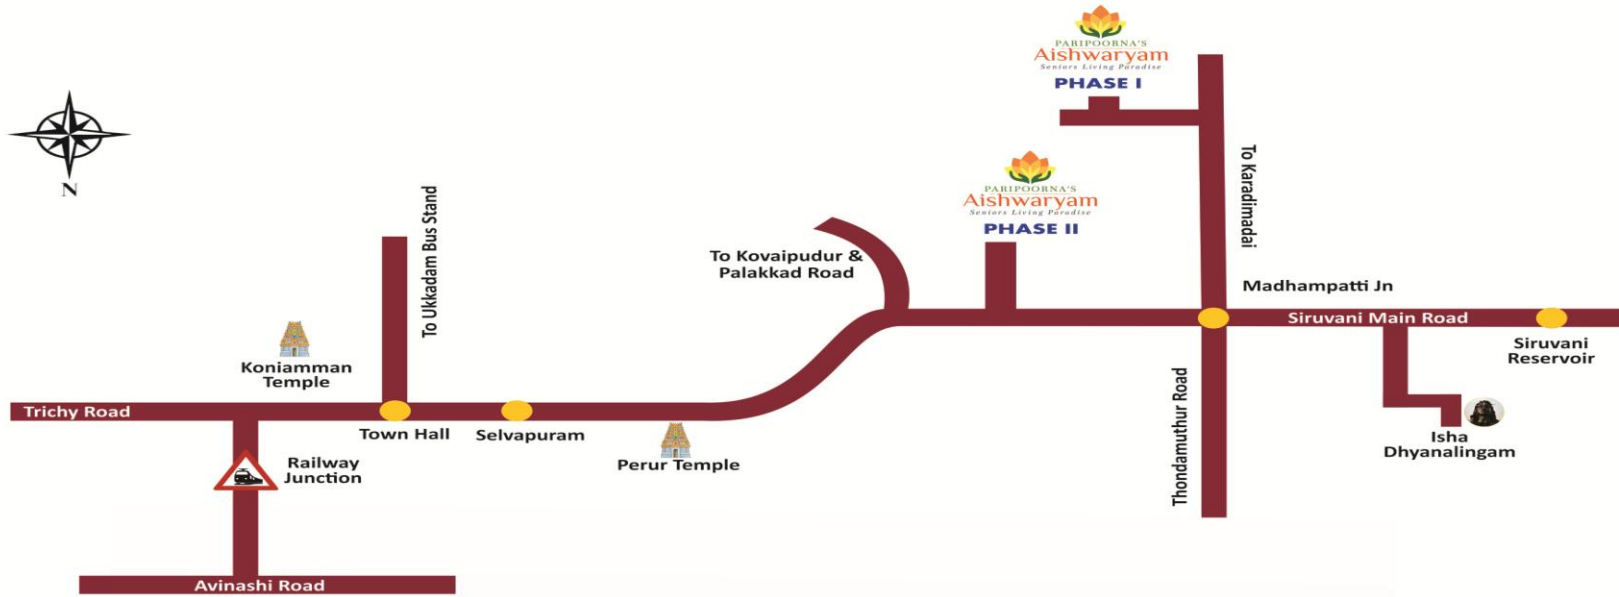 PARIPOORNA'S
Aishwaryam
Seniors Living Paradise
PHASE I
N
To Ukkadam Bus Stand
PARIPOORNA'S
Aishwaryam
Seniors Living Paradise
PHASE II
To Karadimadai
To Kovaipudur &
Palakkad Road
Madhampatti Jn
Siruvani Main Road
Siruvani
Reservoir
Koniamman
Temple
Trichy Road
Town Hall
Selvapuram
Perur Temple
Railway
Junction
Thondamuthur Road
Isha
Dhyanalingam
Avinashi Road